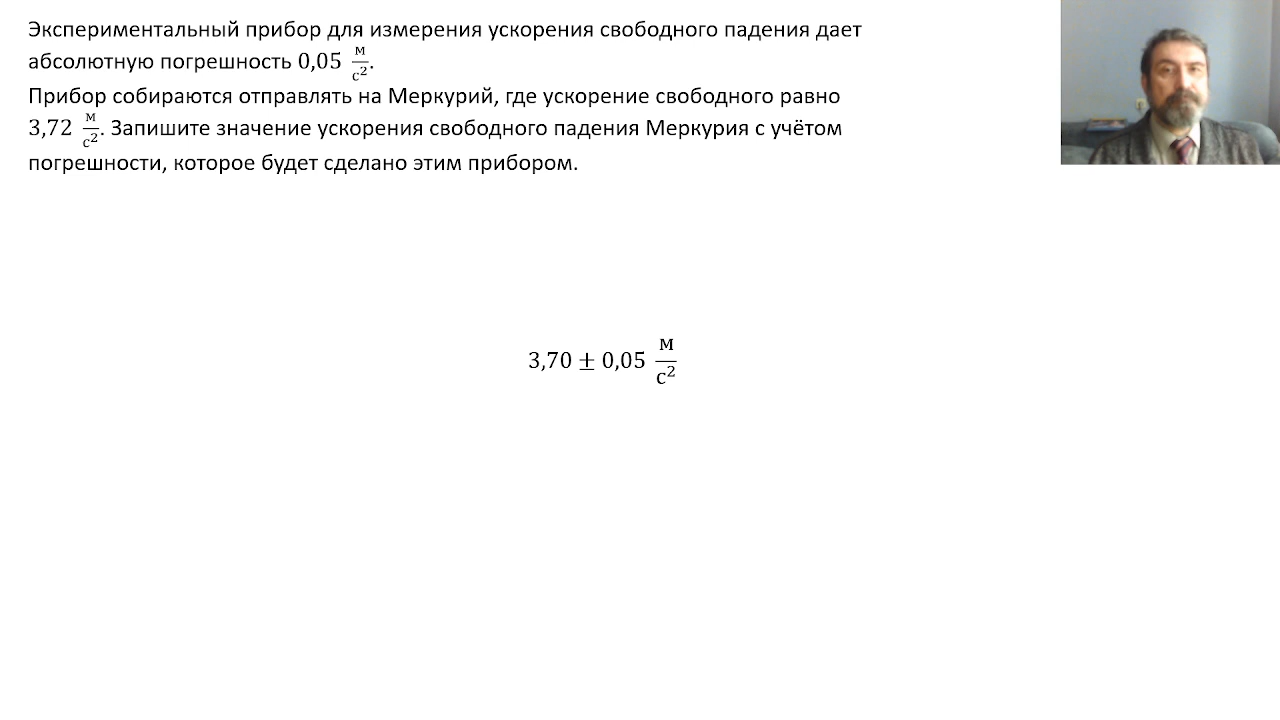 Экспериментальный прибор для измерения ускорения свободного падения дает
абсолютную погрешность 0,05 м/с².
Прибор собираются отправлять на Меркурий, где ускорение свободного равно
3,72 м/с². Запишите значение ускорения свободного падения Меркурия с учётом
погрешности, которое будет сделано этим прибором.
3,70 ± 0,05 м/с²